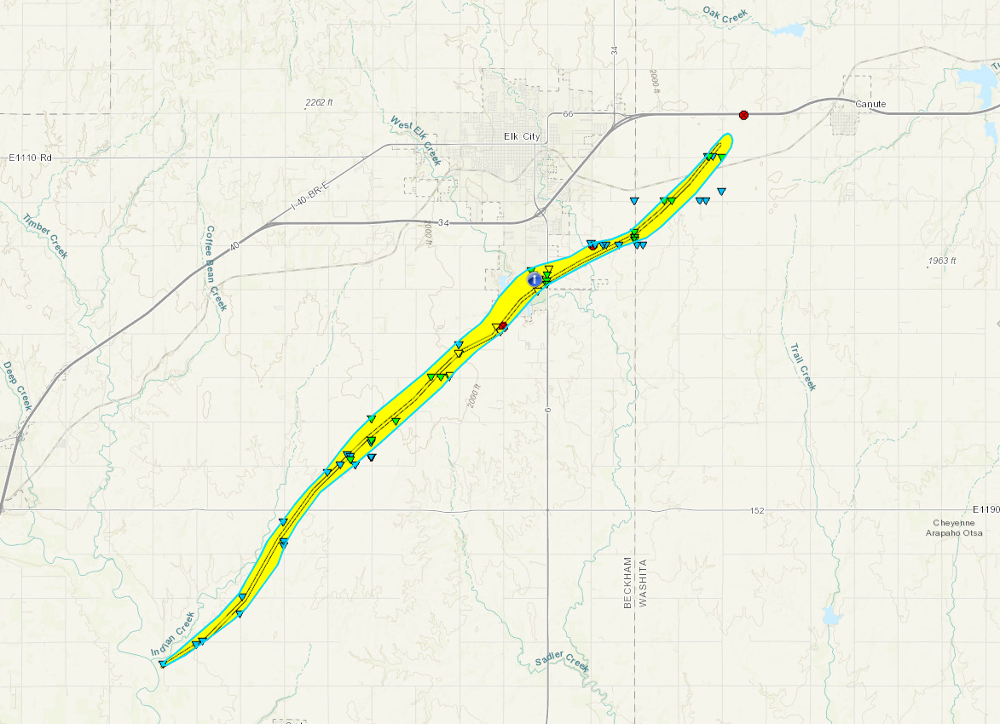 Oak Creek
34
2000 ft
2262 ft
66
Canute
West Elk Creek
Elk City
E1110 Rd
I-40-BR-E
34
Timber Creek
Coffee Bean Creek
2000 ft
40
1963 ft
i
Deep Creek
Trail Creek
2000 ft
6
152
E1190
Cheyenne
Arapaho Otsa
BECKHAM
WASHITA
Indian Creek
Sadler Creek